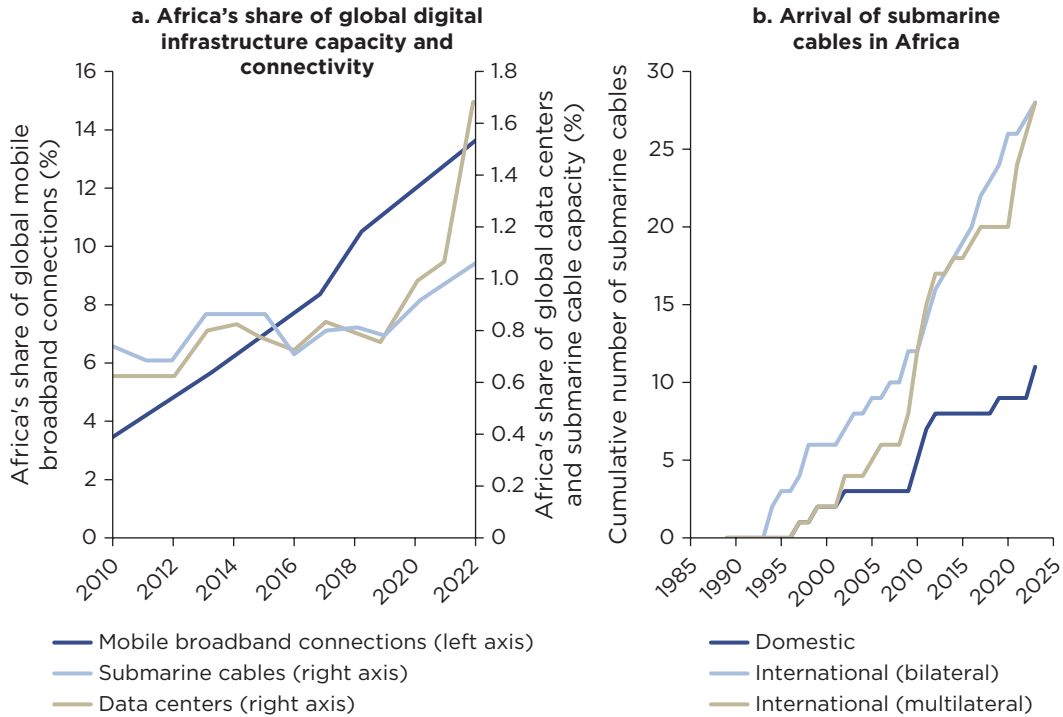 a. Africa's share of global digital
infrastructure capacity and
connectivity
Africa's share of global mobile
broadband connections (%)
16
14
12
10
8
6
4
2
0
1.8
1.6
1.4
1.2
1.0
0.8
0.6
0.4
0.2
0
Africa's share of global data centers
and submarine cable capacity (%)
2010
2012
2014
2016
2018
2020
2022
Mobile broadband connections (left axis)
Submarine cables (right axis)
Data centers (right axis)
b. Arrival of submarine
cables in Africa
Cumulative number of submarine cables
30
25
20
15
10
5
0
1985
1990
1995
2000
2005
2010
2015
2020
2025
Domestic
International (bilateral)
International (multilateral)